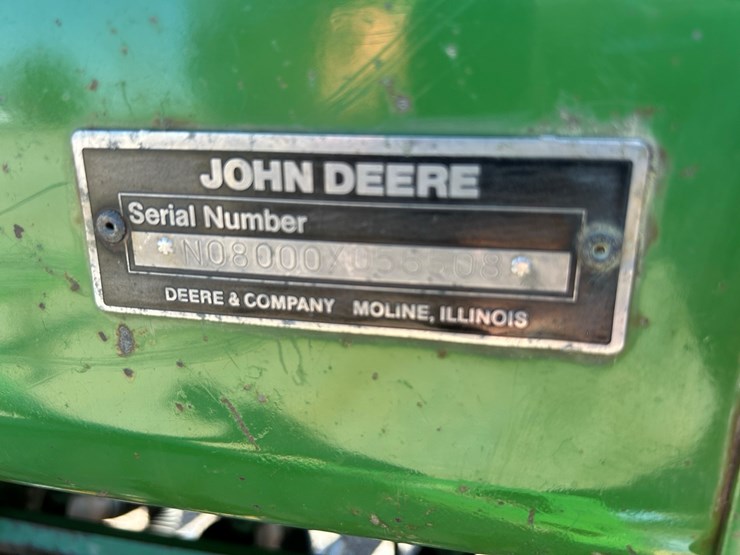 JOHN DEERE
Serial Number
DEERE & COMPANY MOLINE, ILLINOIS